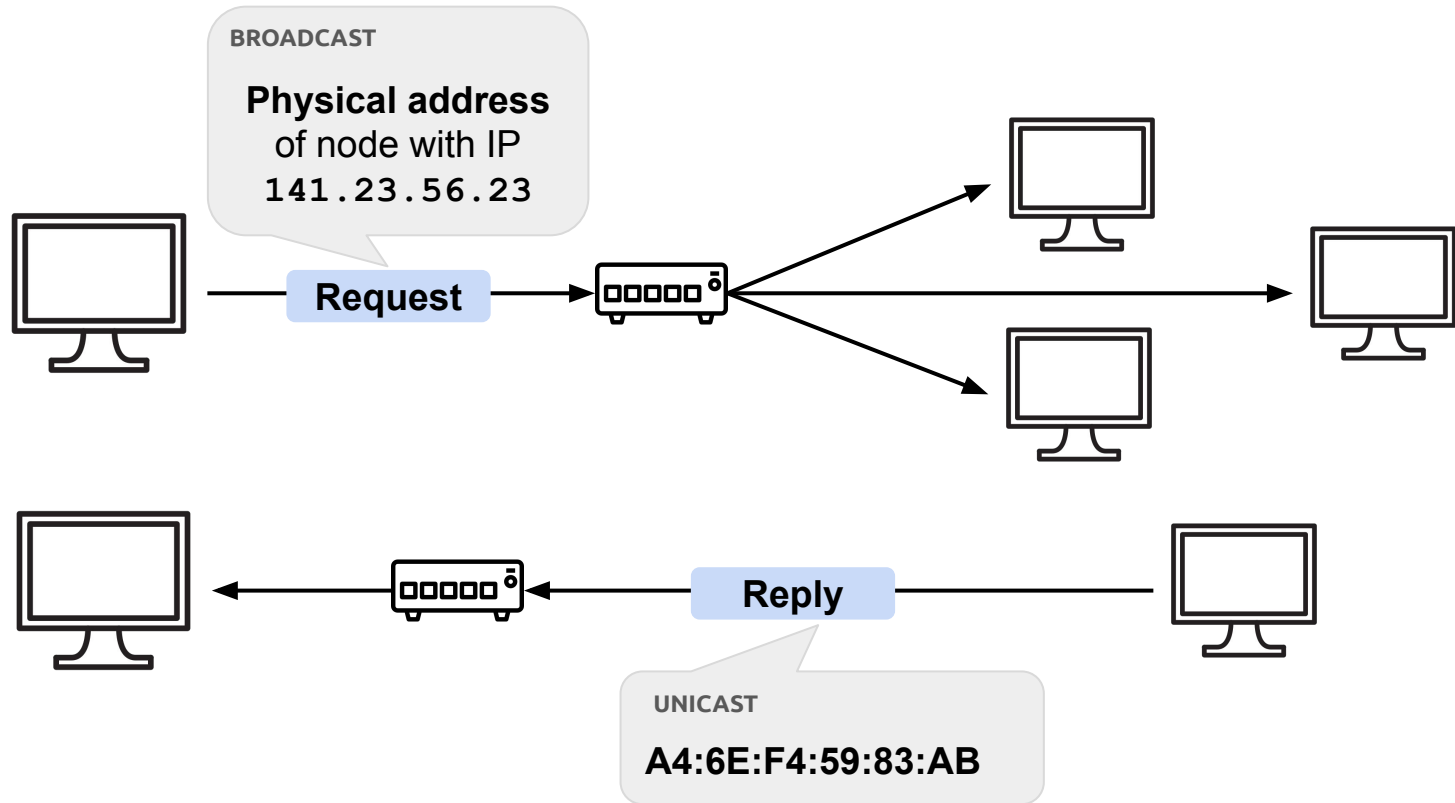 BROADCAST
Physical address
of node with IP
141.23.56.23
Request
Reply
UNICAST
A4:6E:F4:59:83:AB